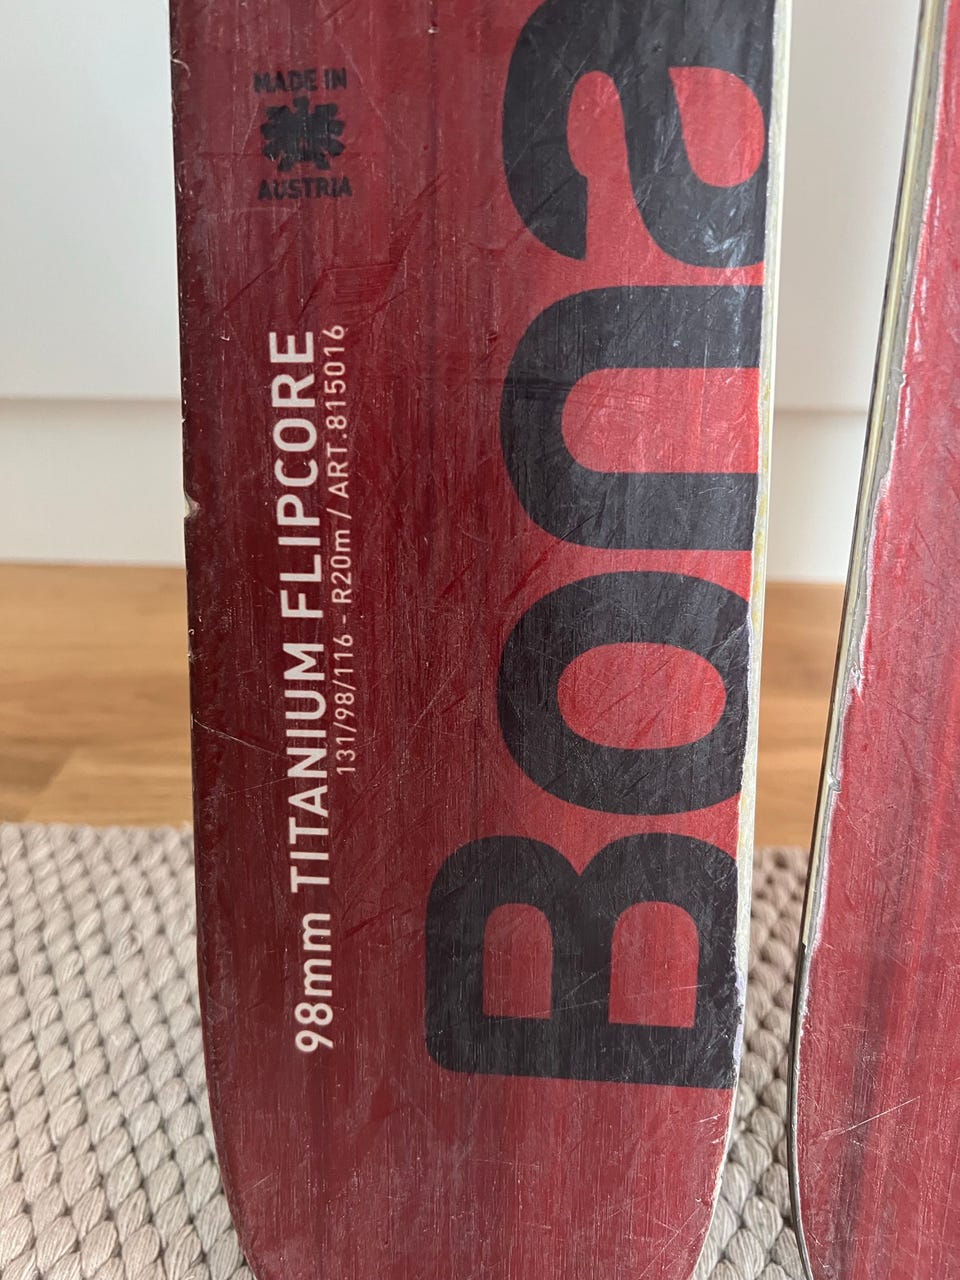 MADE IN
AUSTRIA
98mm TITANIUM FLIPCORE
131/98/116 - R20m / ART.815016
Bona